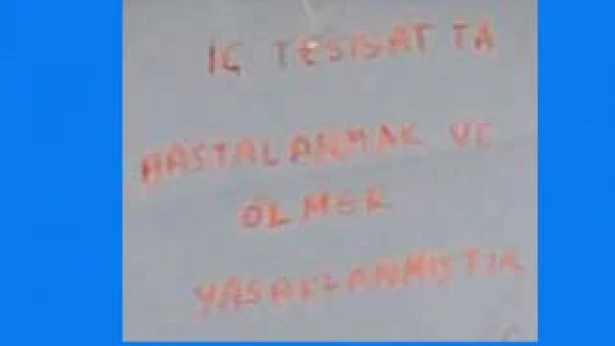 İÇ TESİSATTA
HASTALANMAK VE
ÖLMEK
YASAKLANMIŞTIR